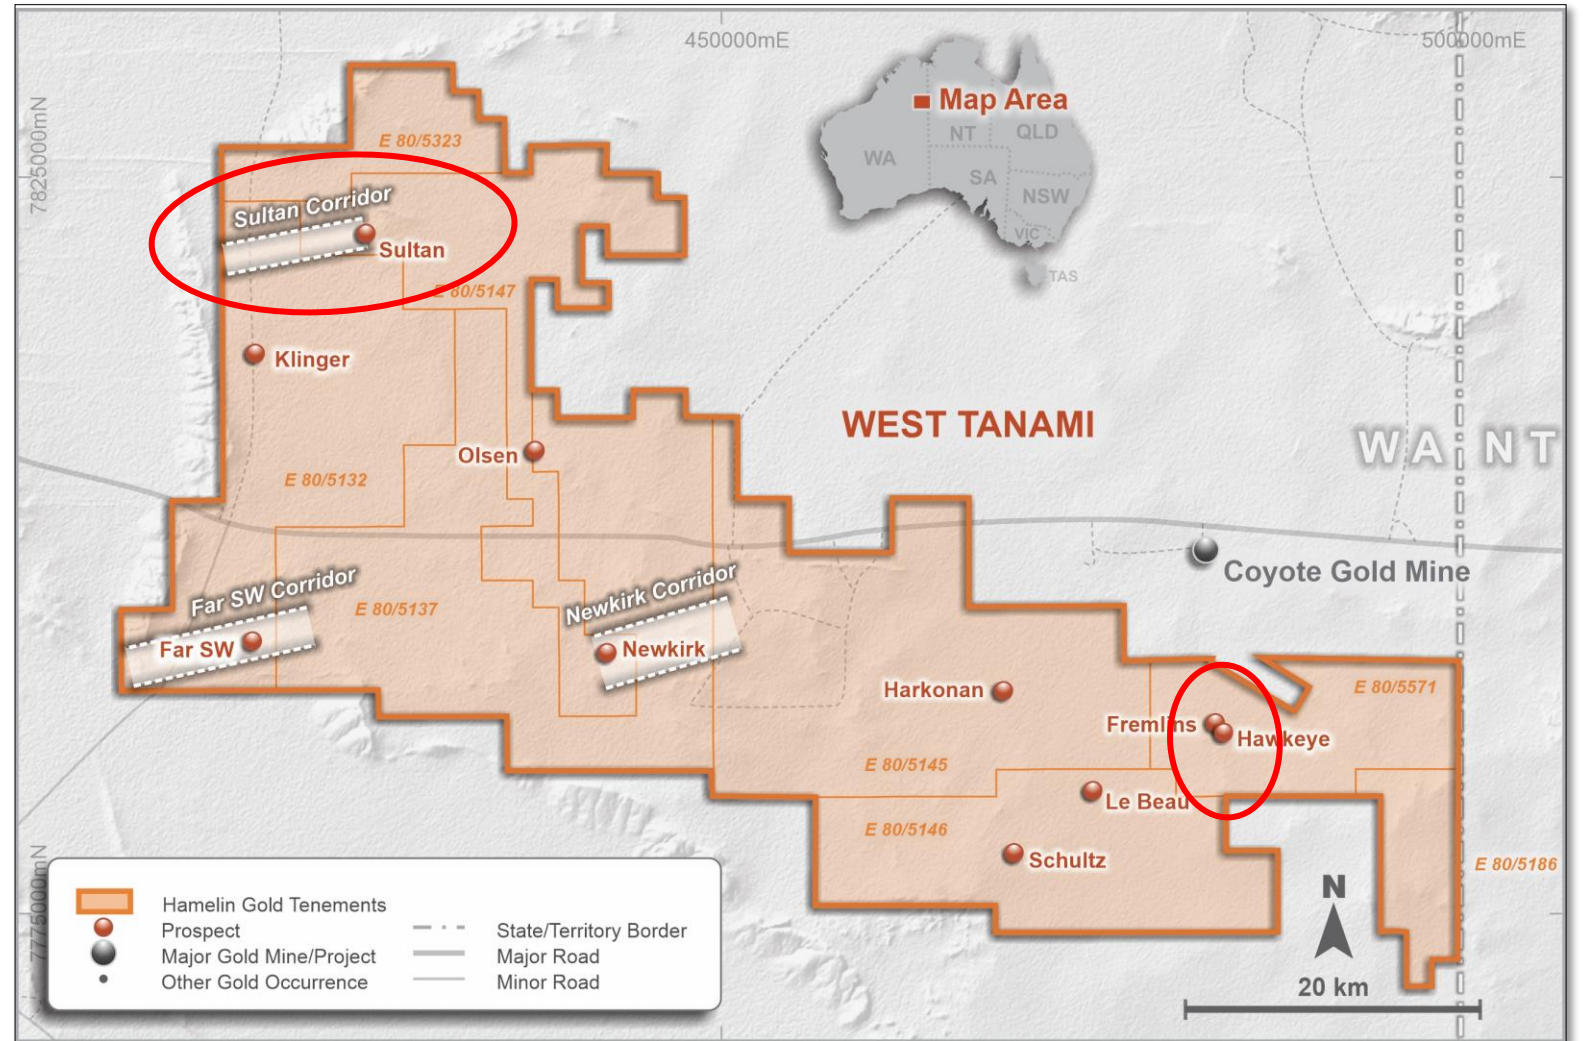 450000mE
500000mE
7825000mN
Map Area
NT
QLD
WA
SA
NSW
VIC
TAS
E 80/5323
Sultan Corridor
Sultan
E 80/5147
Klinger
WEST TANAMI
WA
NT
Olsen
E 80/5132
Coyote Gold Mine
Far SW Corridor
E 80/5137
Newkirk Corridor
Far SW
Newkirk
Harkonan
E 80/5571
Fremlins
Hawkeye
E 80/5145
Le Beau
E 80/5146
Schultz
E 80/5186
7775000mN
N
20 km
Hamelin Gold Tenements
Prospect
Major Gold Mine/Project
Other Gold Occurrence
State/Territory Border
Major Road
Minor Road